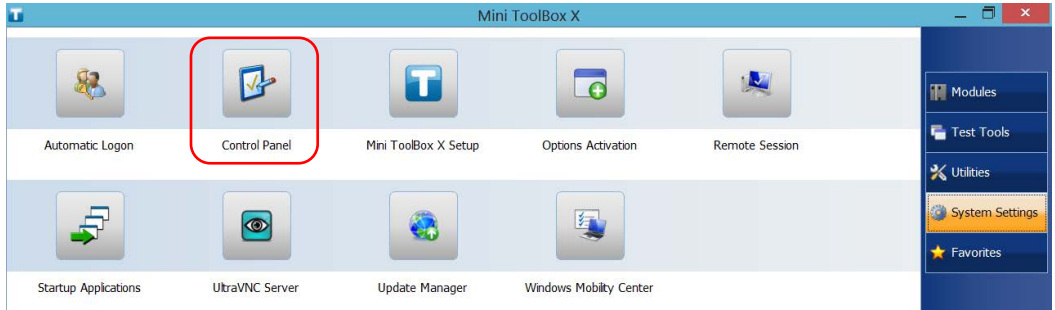 Mini ToolBox X
Automatic Logon
Control Panel
Mini ToolBox X Setup
Options Activation
Remote Session
Startup Applications
UltraVNC Server
Update Manager
Windows Mobility Center
Modules
Test Tools
Utilities
System Settings
Favorites